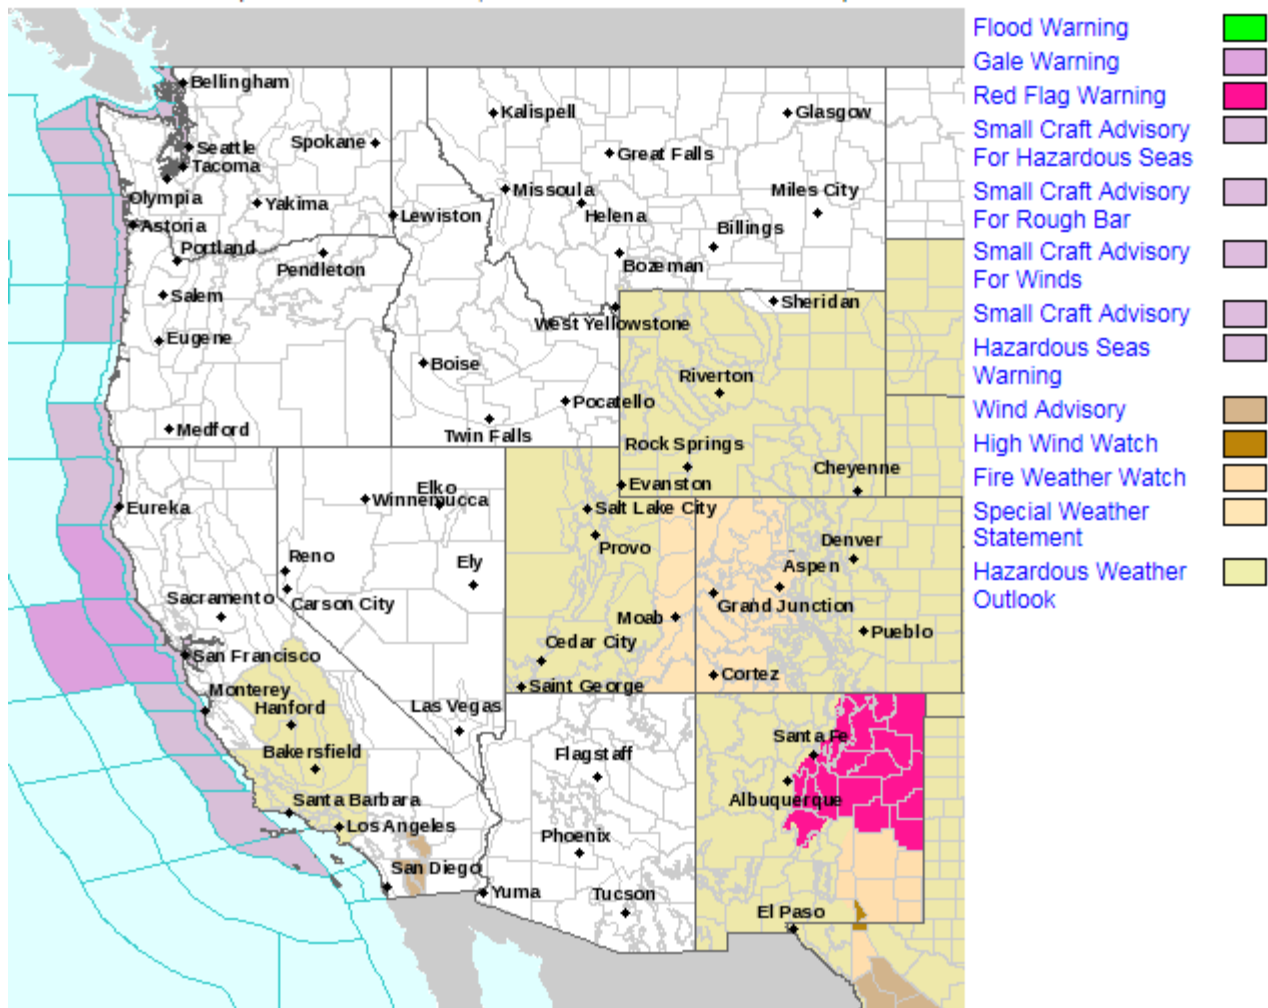 Bellingham
Kalispell
Glasgow
Seattle
Spokane
Great Falls
Tacoma
Missoula
Miles City
Olympia
Yakima
Helena
Lewiston
Astoria
Billings
Portland
Pendleton
Bozeman
Salem
Sheridan
West Yellowstone
Eugene
Boise
Riverton
Pocatello
Medford
Twin Falls
Rock Springs
Cheyenne
Evanston
Elko
Winnemucca
Eureka
Salt Lake City
Provo
Denver
Reno
Ely
Aspen
Sacramento
Carson City
Grand Junction
Moab
Pueblo
Cedar City
San Francisco
Cortez
Saint George
Monterey
Hanford
Las Vegas
Santa Fe
Bakersfield
Flagstaff
Albuquerque
Santa Barbara
Los Angeles
Phoenix
San Diego
Yuma
Tucson
El Paso
Flood Warning
Gale Warning
Red Flag Warning
Small Craft Advisory
For Hazardous Seas
Small Craft Advisory
For Rough Bar
Small Craft Advisory
For Winds
Small Craft Advisory
Hazardous Seas
Warning
Wind Advisory
High Wind Watch
Fire Weather Watch
Special Weather
Statement
Hazardous Weather
Outlook